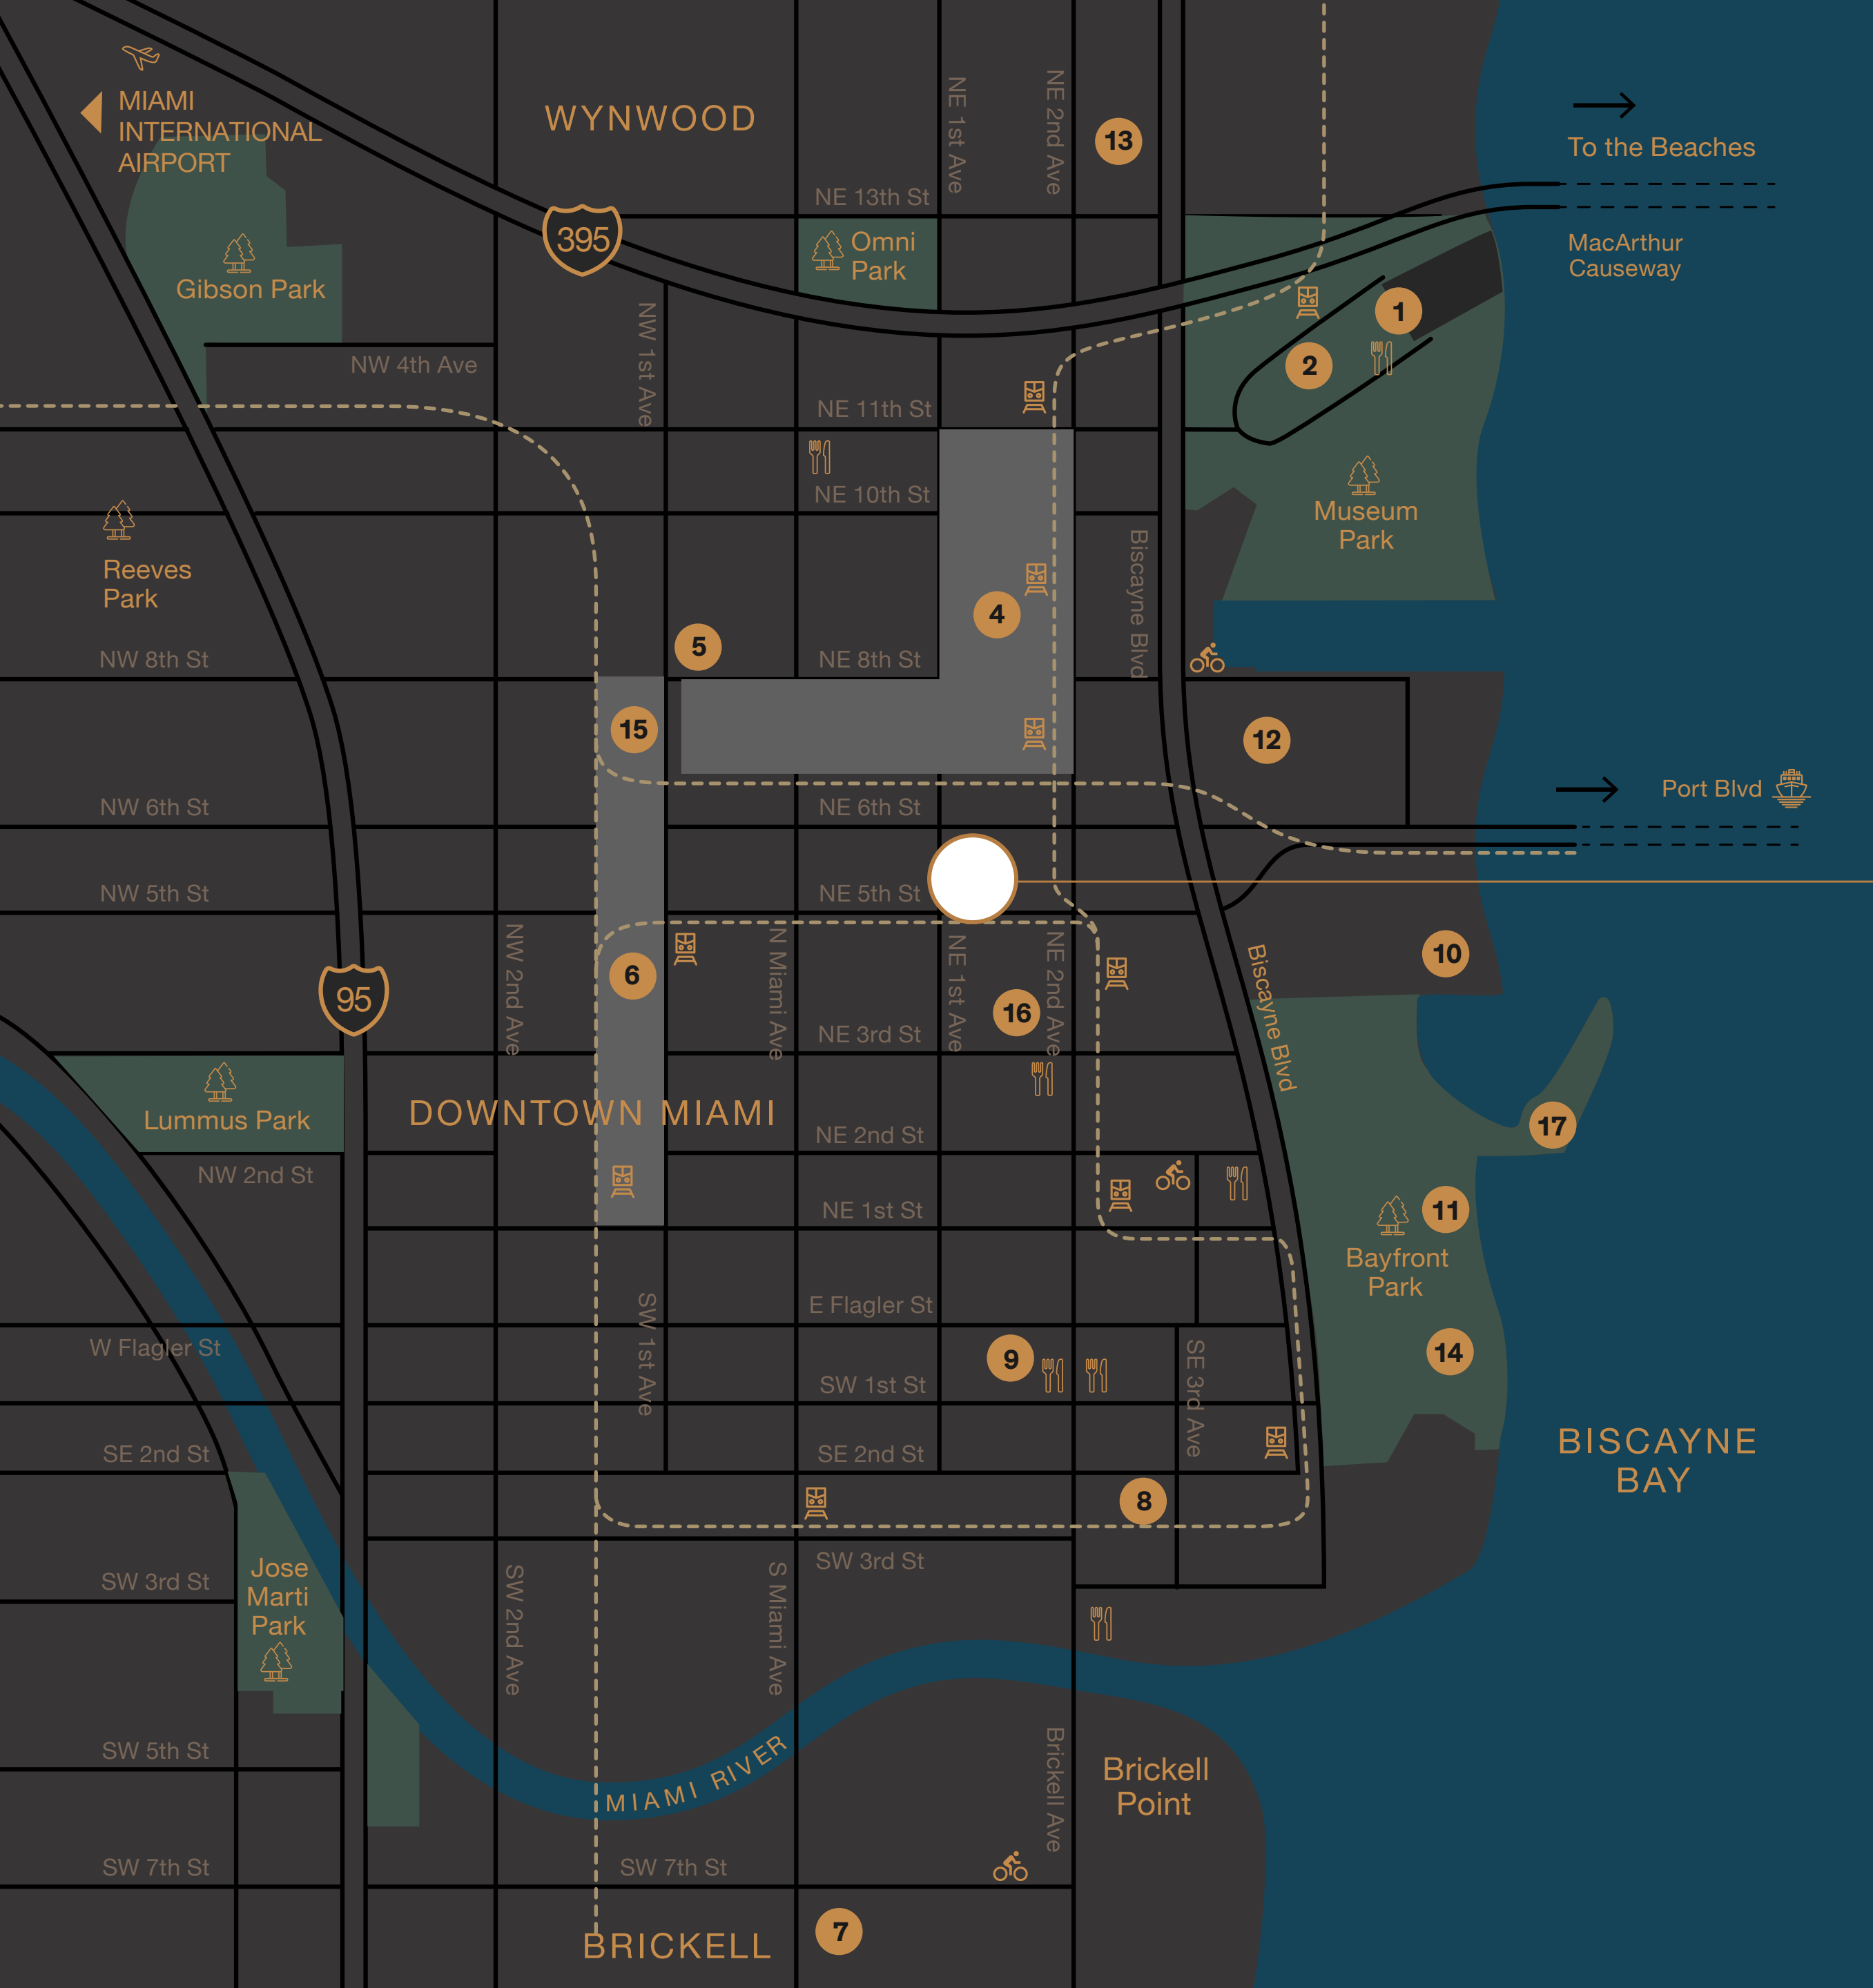 MIAMI
INTERNATIONAL
AIRPORT
WYNWOOD
NE 1st Ave
NE 2nd Ave
13
To the Beaches
NE 13th St
395
Omni
Park
MacArthur
Causeway
Gibson Park
NW 1st Ave
1
2
NW 4th Ave
NE 11th St
NE 10th St
Museum
Park
Reeves
Park
Biscayne Blvd
4
5
NW 8th St
NE 8th St
15
12
Port Blvd
NW 6th St
NE 6th St
NW 5th St
NE 5th St
NW 2nd Ave
N Miami Ave
NE 1st Ave
NE 2nd Ave
10
6
Biscayne Blvd
95
16
NE 3rd St
Lummus Park
DOWNTOWN MIAMI
NE 2nd St
17
NW 2nd St
NE 1st St
11
Bayfront
Park
E Flagler St
SW 1st Ave
W Flagler St
9
SE 3rd Ave
14
SW 1st St
BISCAYNE
BAY
SE 2nd St
SE 2nd St
8
Jose
Marti
Park
SW 3rd St
SW 3rd St
SW 2nd Ave
S Miami Ave
SW 5th St
MIAMI RIVER
Brickell Ave
Brickell
Point
SW 7th St
SW 7th St
7
BRICKELL